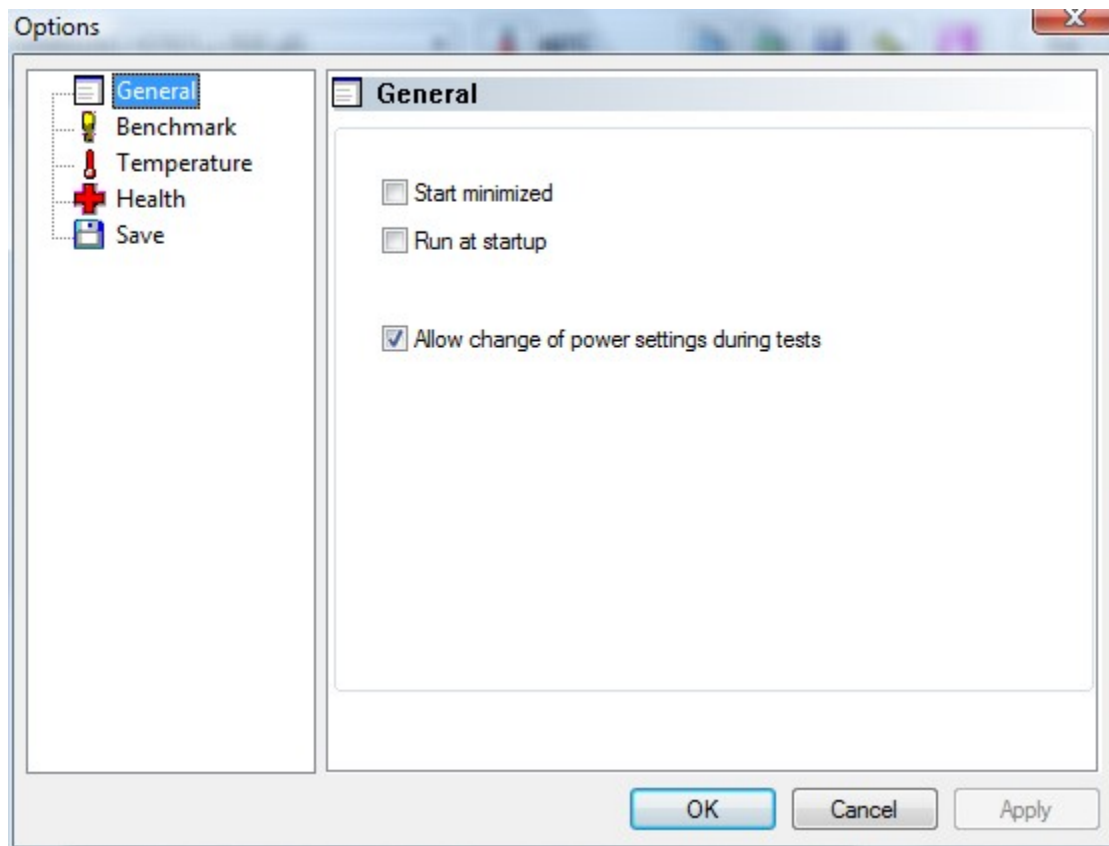 Options
General
Benchmark
Temperature
Health
Save
General
Start minimized
Run at startup
Allow change of power settings during tests
OK
Cancel
Apply